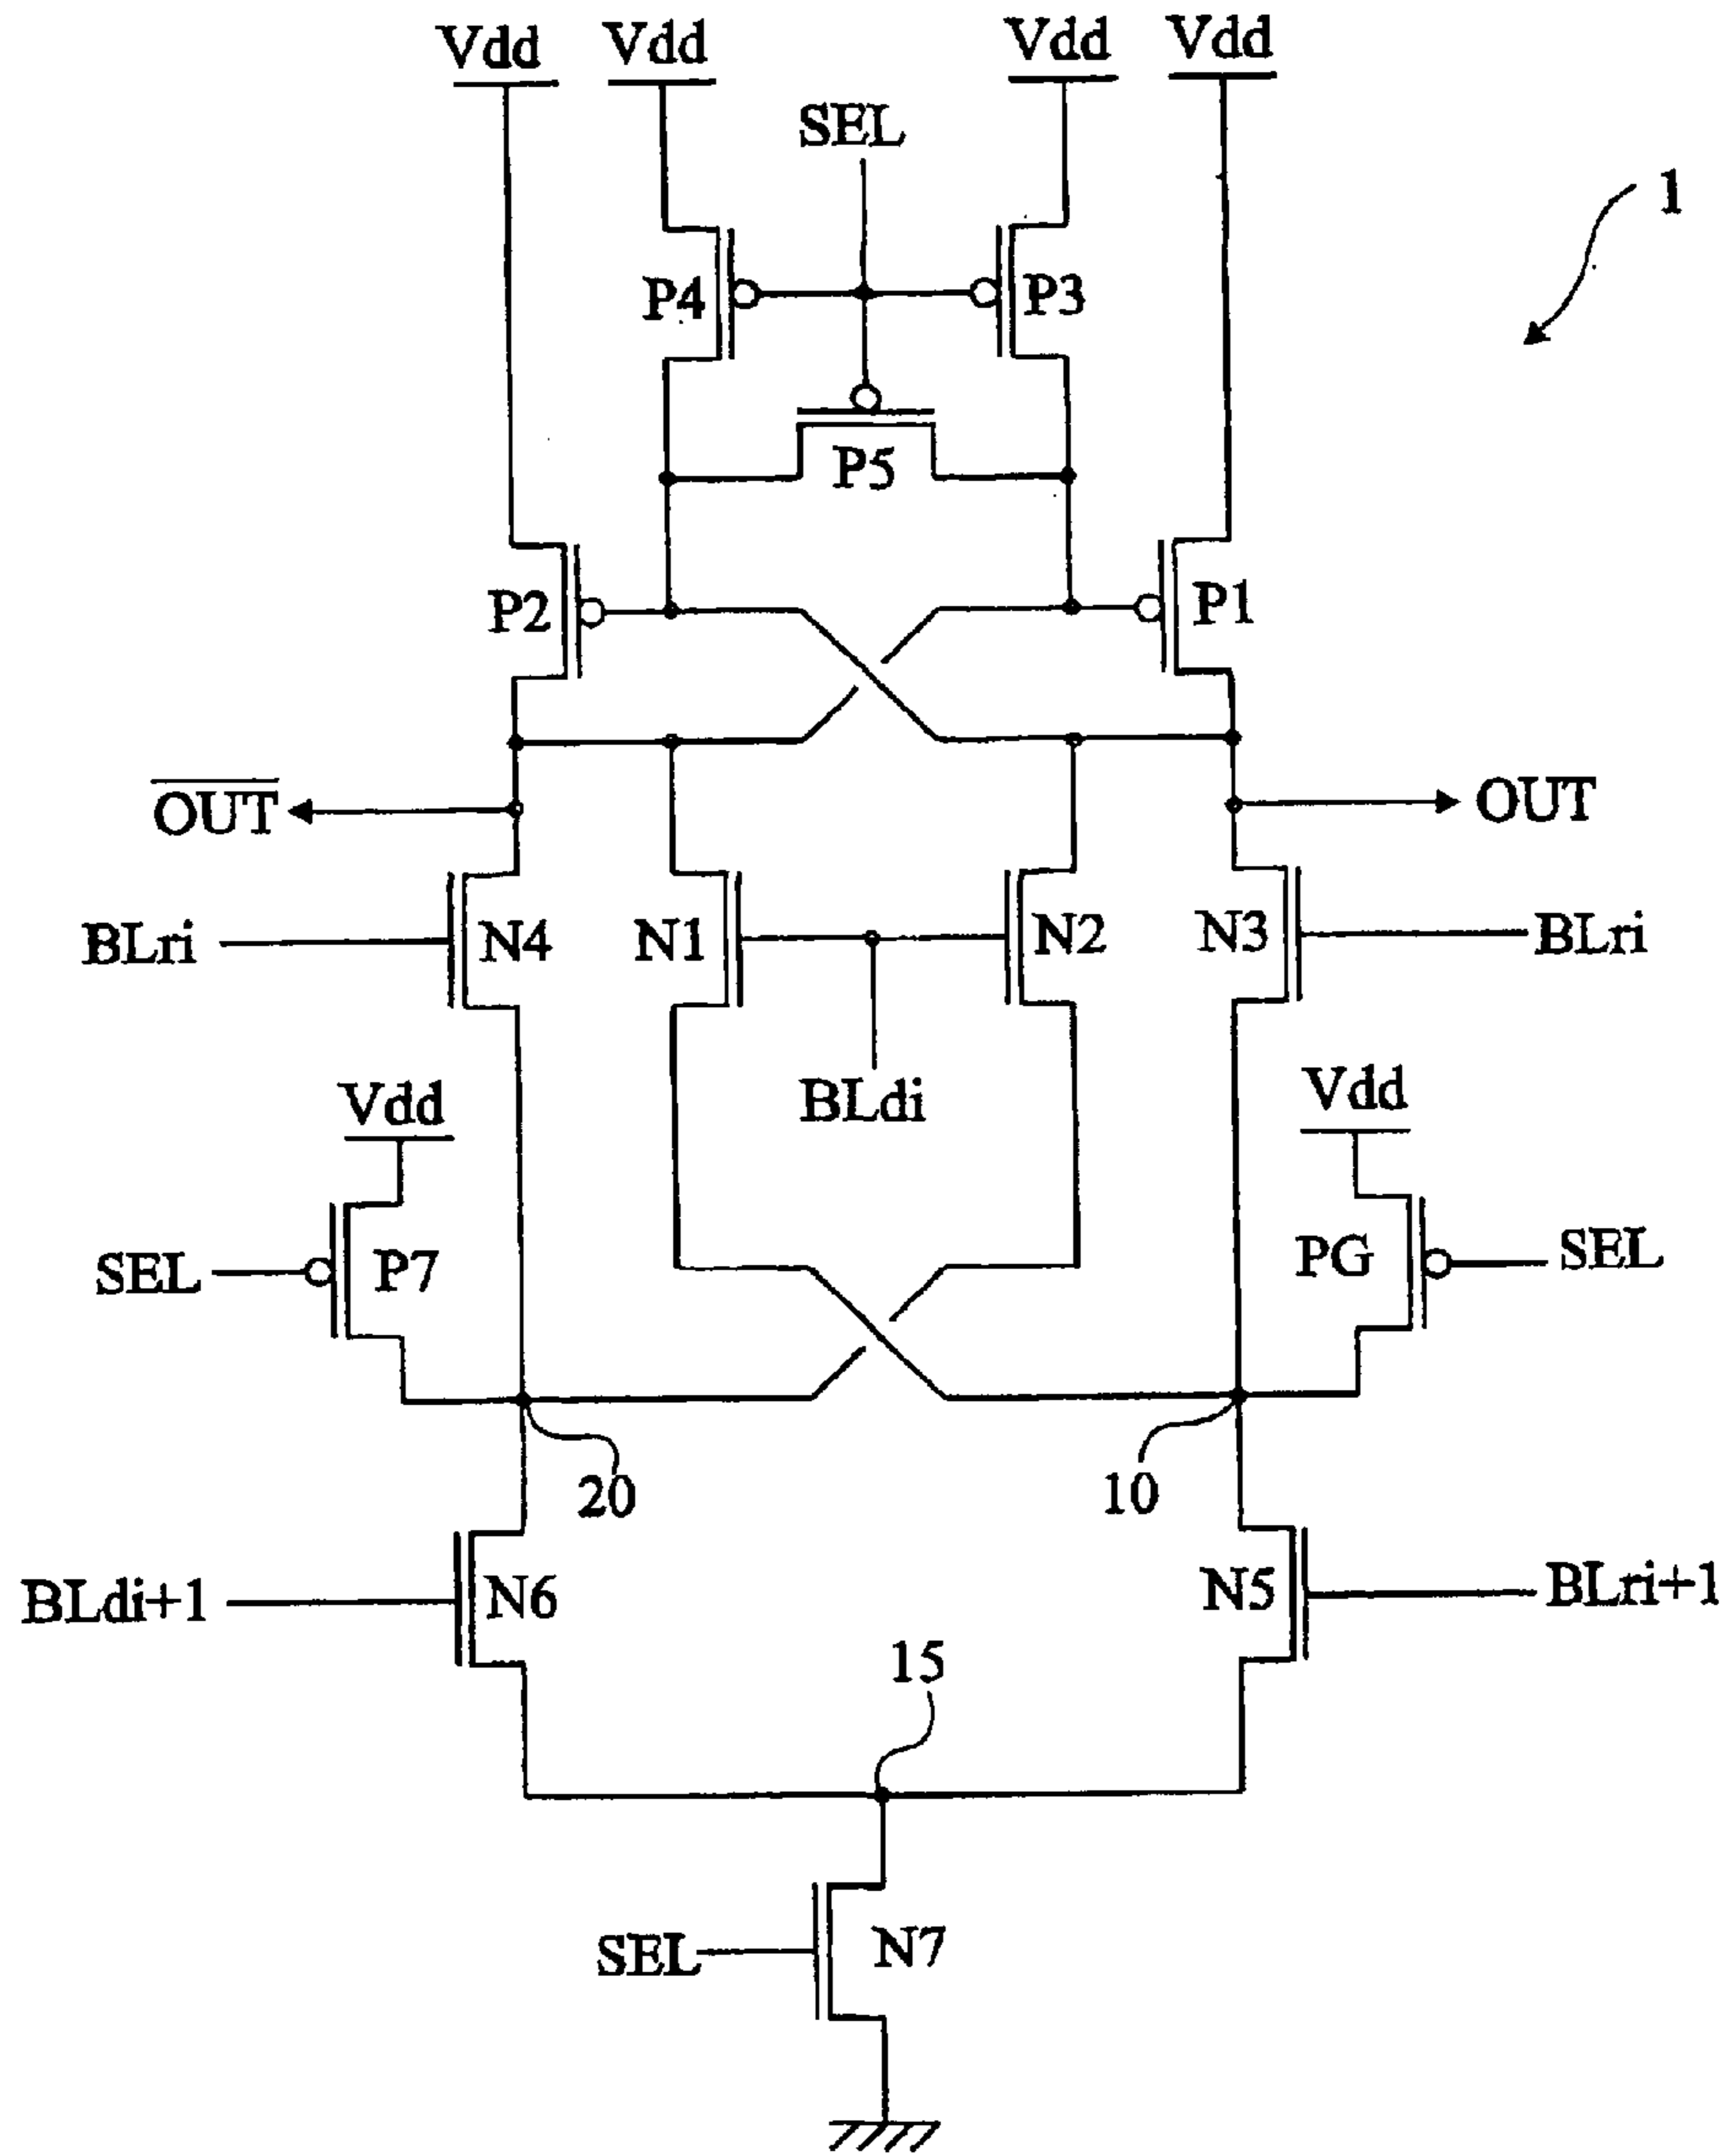 Vdd Vdd Vdd Vdd
SEL
1
P4 P3
P5
P2 P1
OUT OUT
BLri N4 N1 N2 N3 BLri
BLdi
Vdd Vdd
SEL P7 PG SEL
20 10
BLdi+1 N6 N5 BLri+1
15
SEL N7